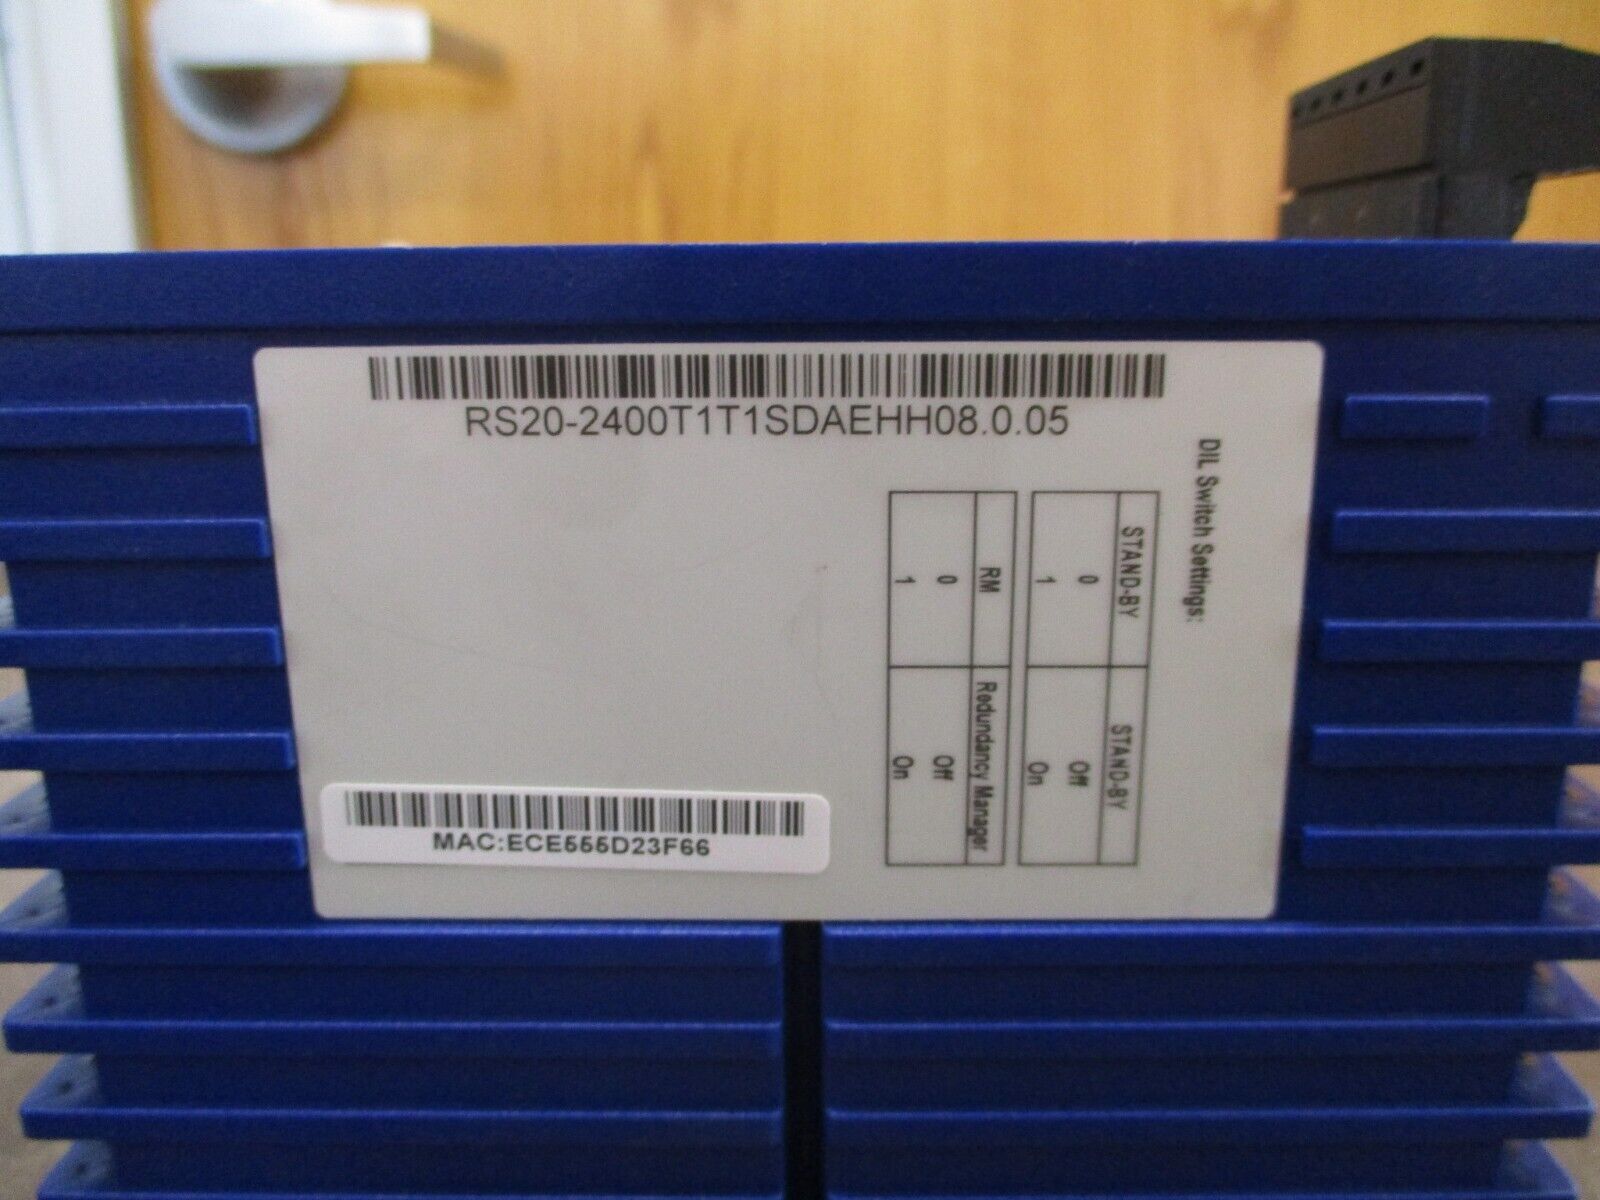 RS20-2400T1T1SDAEHH08.0.05
DIL Switch Settings:
STAND-BY STAND-BY
0 Off
1 On
RM Redundancy Manager
0 Off
1 On
MAC:ECE555D23F66